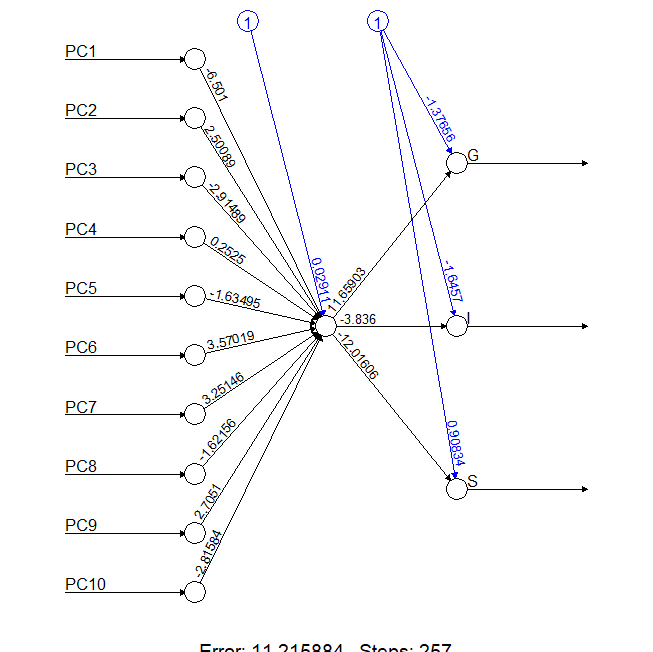 1
1
PC1
-6.501
PC2
2.50089
-1.37656
G
PC3
-2.91489
PC4
0.2525
PC5
-1.63495
0.02911
11.65903
-1.6457
I
-3.836
PC6
3.57019
-12.01606
PC7
3.25146
PC8
-1.62156
0.90834
S
PC9
2.7051
PC10
-2.81584
Error: 11.215884 Steps: 257